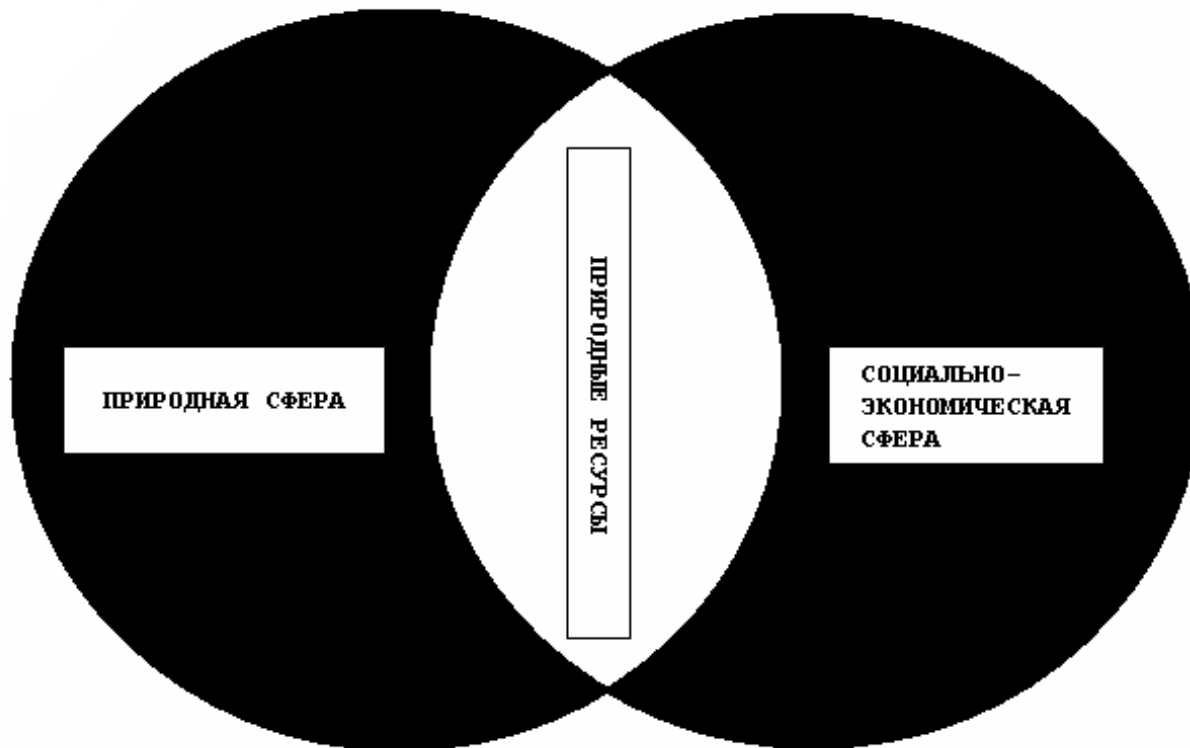 ПРИРОДНАЯ СФЕРА
ПРИРОДНЫЕ РЕСУРСЫ
СОЦИАЛЬНО-
ЭКОНОМИЧЕСКАЯ
СФЕРА